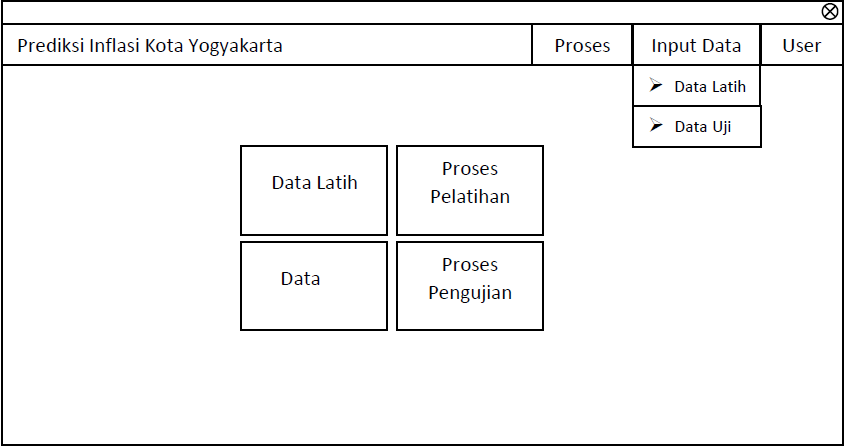 Prediksi Inflasi Kota Yogyakarta
Proses
Input Data
User
Data Latih
Data Uji
Data Latih
Proses
Pelatihan
Data
Proses
Pengujian